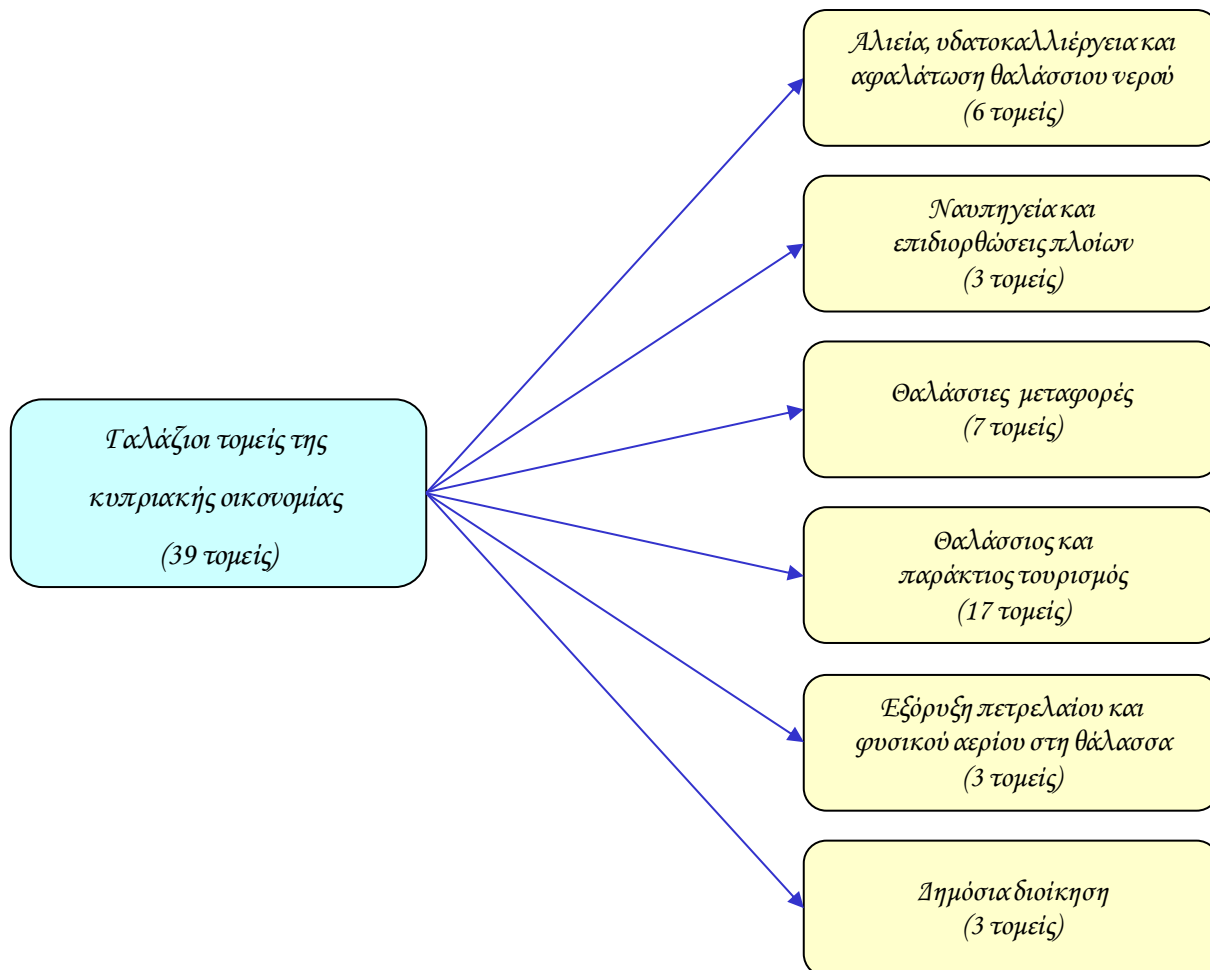 Αλιεία, υδατοκαλλιέργεια και
αφαλάτωση θαλάσσιου νερού
(6 τομείς)
Ναυπηγεία και
επιδιορθώσεις πλοίων
(3 τομείς)
Θαλάσσιες μεταφορές
(7 τομείς)
Γαλάζιοι τομείς της
κυπριακής οικονομίας
(39 τομείς)
Θαλάσσιος και
παράκτιος τουρισμός
(17 τομείς)
Εξόρυξη πετρελαίου και
φυσικού αερίου στη θάλασσα
(3 τομείς)
Δημόσια διοίκηση
(3 τομείς)